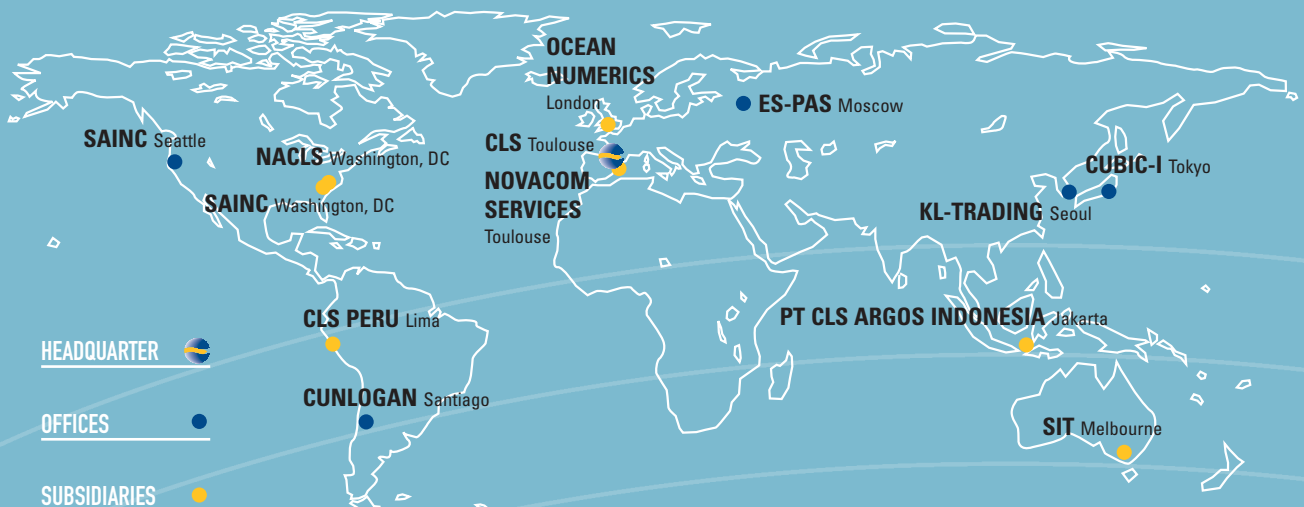 OCEAN
NUMERICS
London
ES-PAS Moscow
SAINC Seattle
NACLS Washington, DC
SAINC Washington, DC
CLS Toulouse
NOVACOM
SERVICES
Toulouse
CUBIC-I Tokyo
KL-TRADING Seoul
CLS PERU Lima
PT CLS ARGOS INDONESIA Jakarta
HEADQUARTER
CUNLOGAN Santiago
OFFICES
SIT Melbourne
SUBSIDIARIES